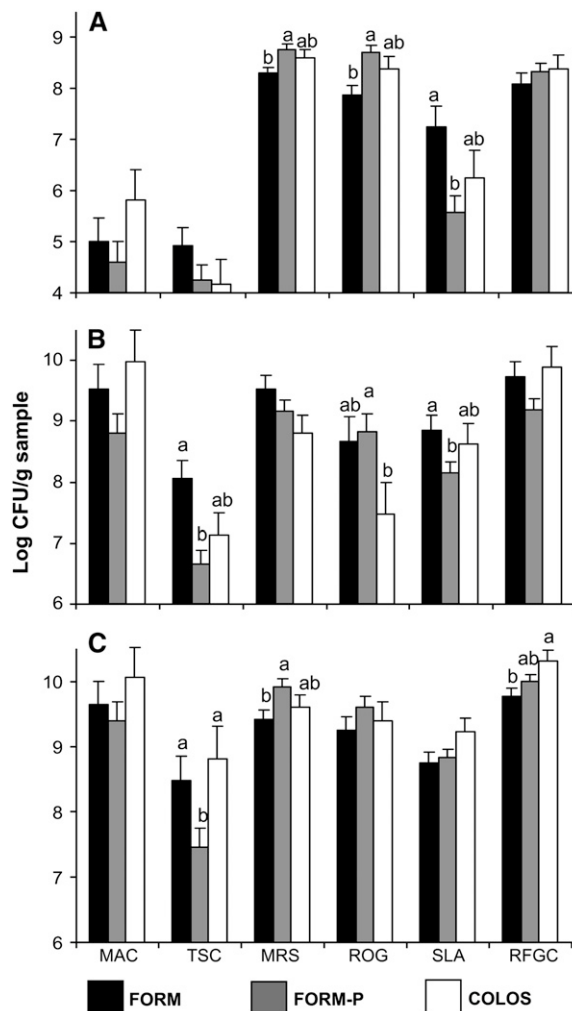 A
9
8
7
6
5
4
b a ab
b a ab
a b ab
B
10
9
8
7
6
a b ab
ab a b
a b ab
Log CFU/g sample
C
10
9
8
7
6
a b a
b a ab
b ab a
MAC TSC MRS ROG SLA RFGC
FORM FORM-P COLOS